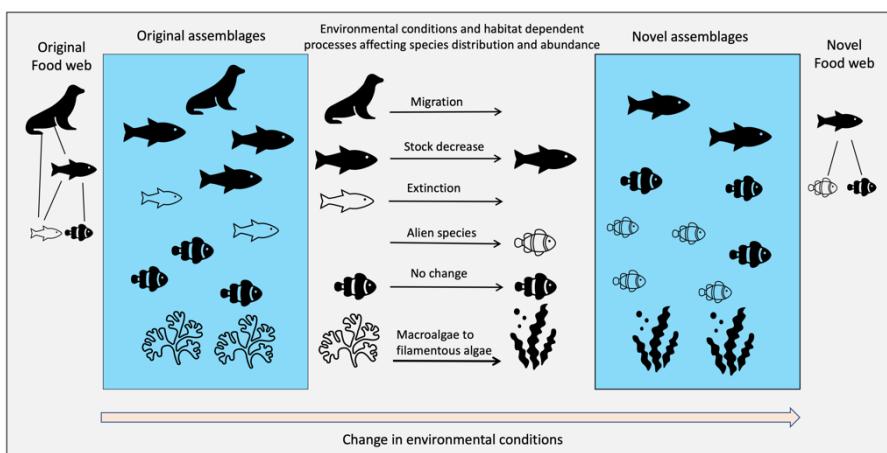 Original
Food web
Original assemblages
Environmental conditions and habitat dependent
processes affecting species distribution and abundance
Novel assemblages
Novel
Food web
Migration
Stock decrease
Extinction
Alien species
No change
Macroalgae to
filamentous algae
Change in environmental conditions